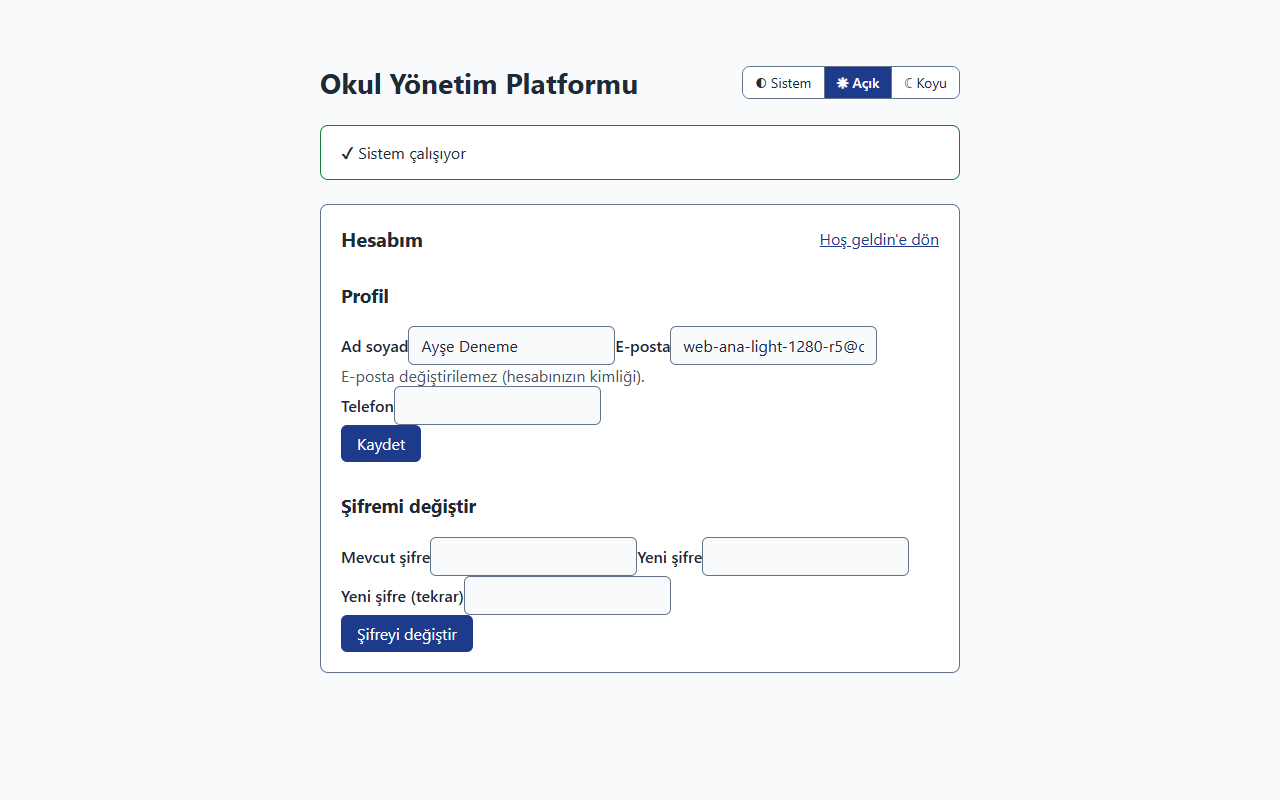 Okul Yönetim Platformu
◐ Sistem ❋ Açık ☾ Koyu
✓ Sistem çalışıyor
Hesabım Hoş geldin'e dön
Profil
Ad soyad Ayşe Deneme E-posta web-ana-light-1280-r5@c
E-posta değiştirilemez (hesabınızın kimliği).
Telefon
Kaydet
Şifremi değiştir
Mevcut şifre Yeni şifre
Yeni şifre (tekrar)
Şifreyi değiştir